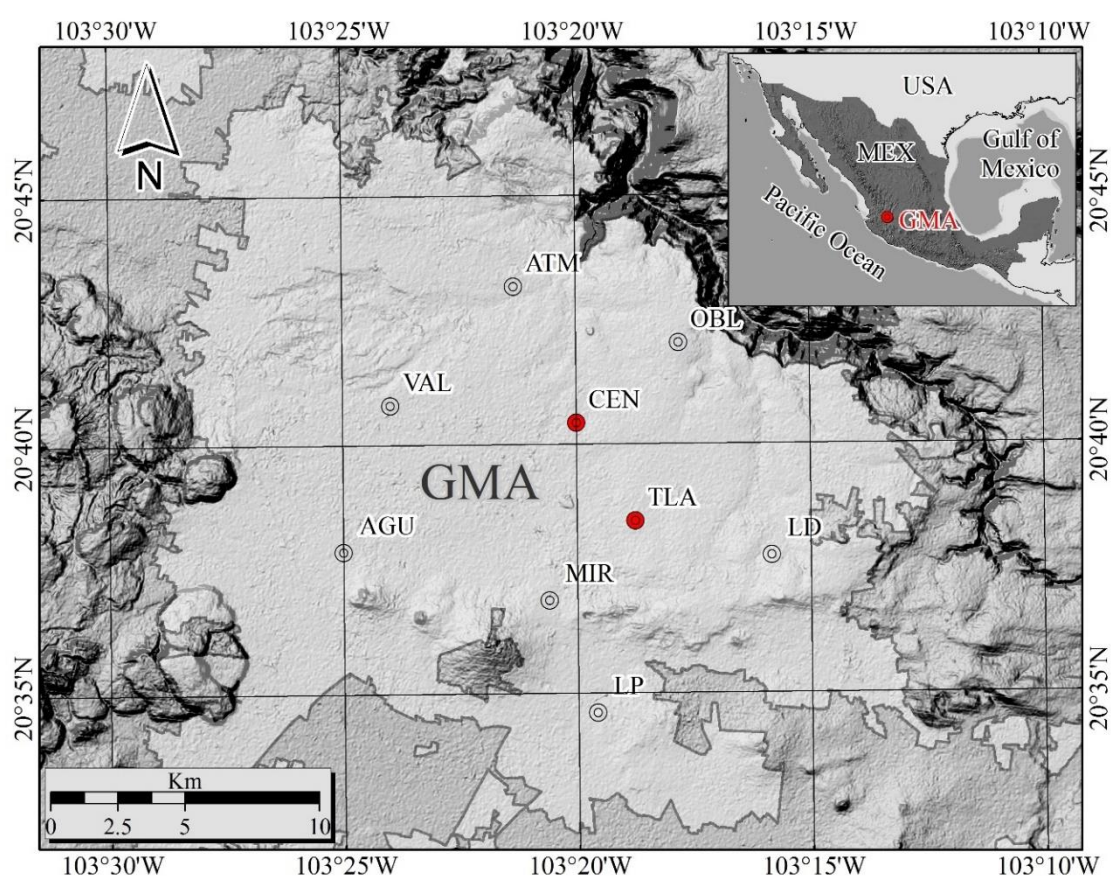 103°30'W 103°25'W 103°20'W 103°15'W 103°10'W
USA
Gulf of
Mexico
MEX
GMA
Pacific Ocean
N
20°45'N 20°45'N
ATM
OBL
VAL
CEN
20°40'N 20°40'N
GMA
TLA
AGU
LD
MIR
20°35'N 20°35'N
LP
Km
0 2.5 5 10
103°30'W 103°25'W 103°20'W 103°15'W 103°10'W